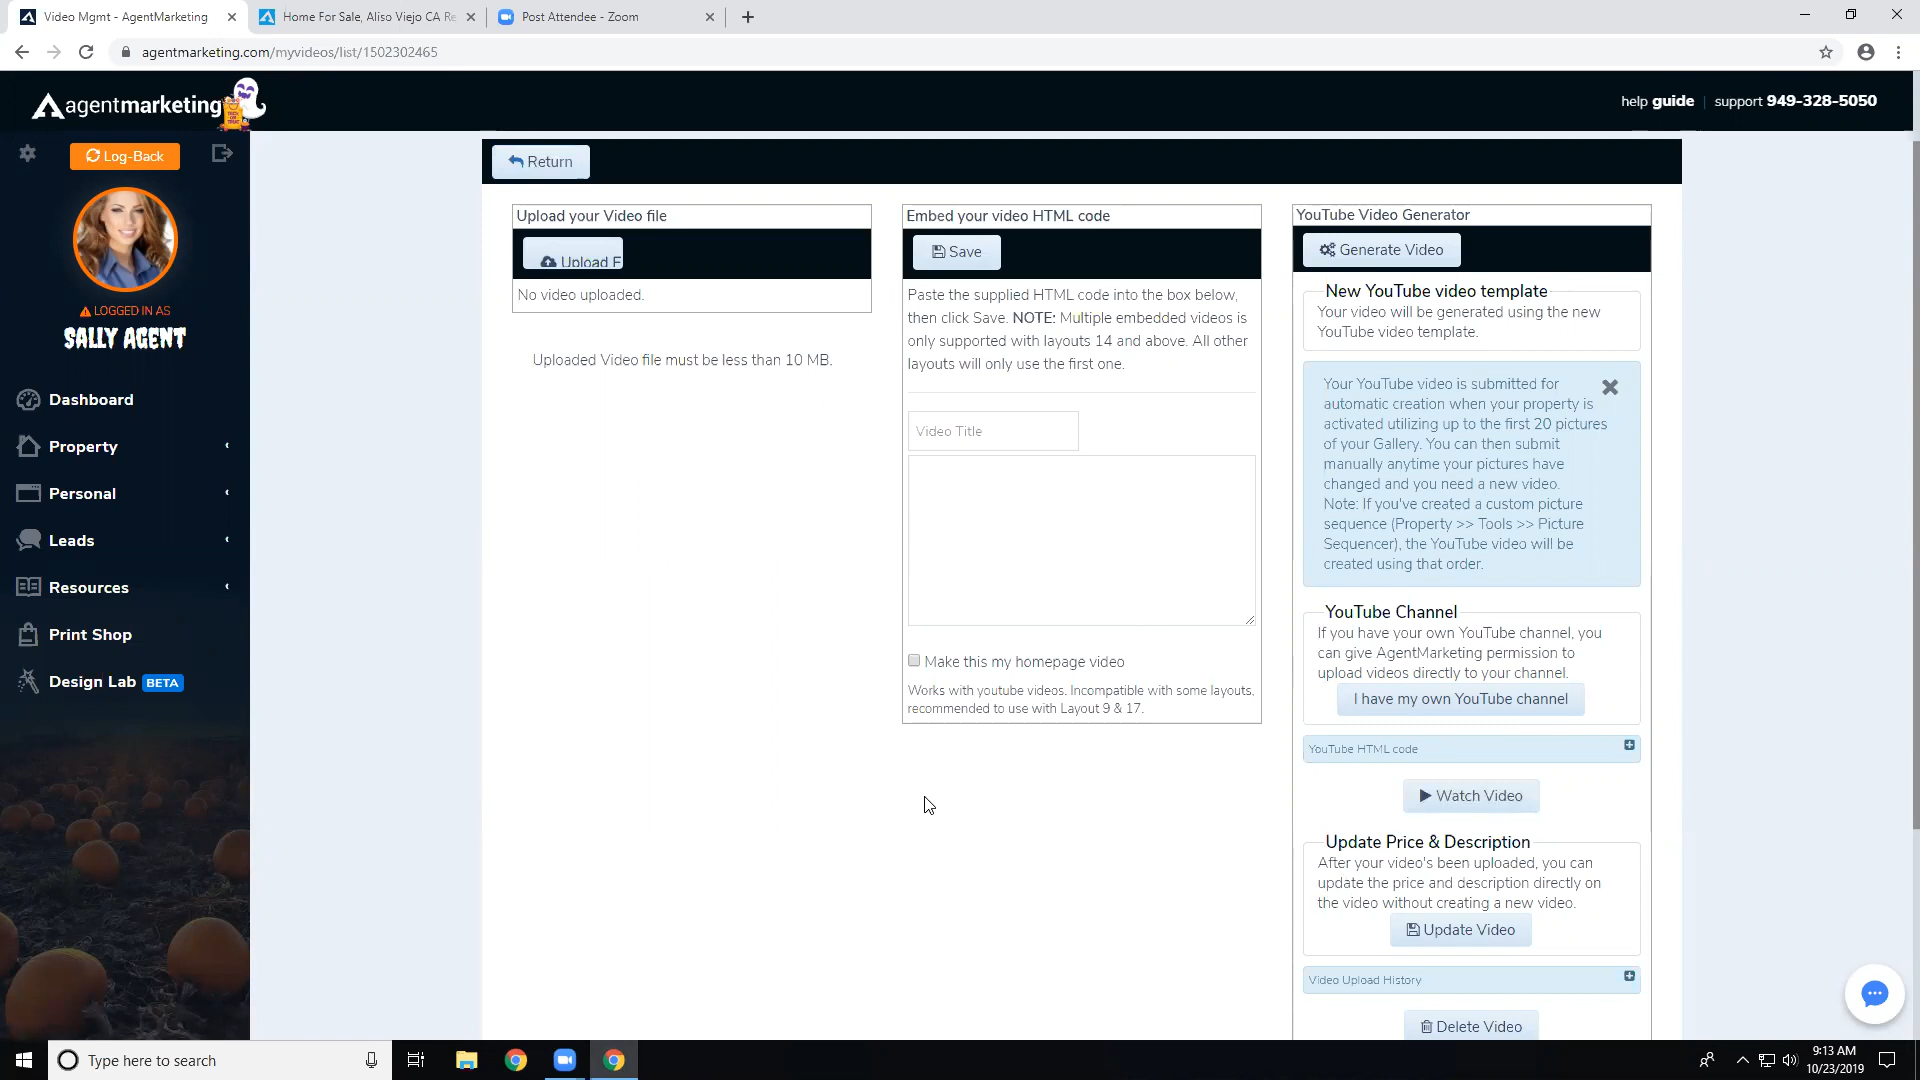 Video Mgmt - AgentMarketing
Home For Sale, Aliso Viejo CA Re
Post Attendee - Zoom
agentmarketing.com/myvideos/list/1502302465
agentmarketing
TRICK OR TREAT
help guide | support 949-328-5050
Log-Back
LOGGED IN AS
SALLY AGENT
Dashboard
Property
Personal
Leads
Resources
Print Shop
Design Lab BETA
Return
Upload your Video file
Upload F
No video uploaded.
Uploaded Video file must be less than 10 MB.
Embed your video HTML code
Save
Paste the supplied HTML code into the box below,
then click Save. NOTE: Multiple embedded videos is
only supported with layouts 14 and above. All other
layouts will only use the first one.
Video Title
Make this my homepage video
Works with youtube videos. Incompatible with some layouts,
recommended to use with Layout 9 & 17.
YouTube Video Generator
Generate Video
New YouTube video template
Your video will be generated using the new
YouTube video template.
Your YouTube video is submitted for
automatic creation when your property is
activated utilizing up to the first 20 pictures
of your Gallery. You can then submit
manually anytime your pictures have
changed and you need a new video.
Note: If you've created a custom picture
sequence (Property >> Tools >> Picture
Sequencer), the YouTube video will be
created using that order.
YouTube Channel
If you have your own YouTube channel, you
can give AgentMarketing permission to
upload videos directly to your channel.
I have my own YouTube channel
YouTube HTML code
Watch Video
Update Price & Description
After your video's been uploaded, you can
update the price and description directly on
the video without creating a new video.
Update Video
Video Upload History
Delete Video
Type here to search
9:13 AM
10/23/2019